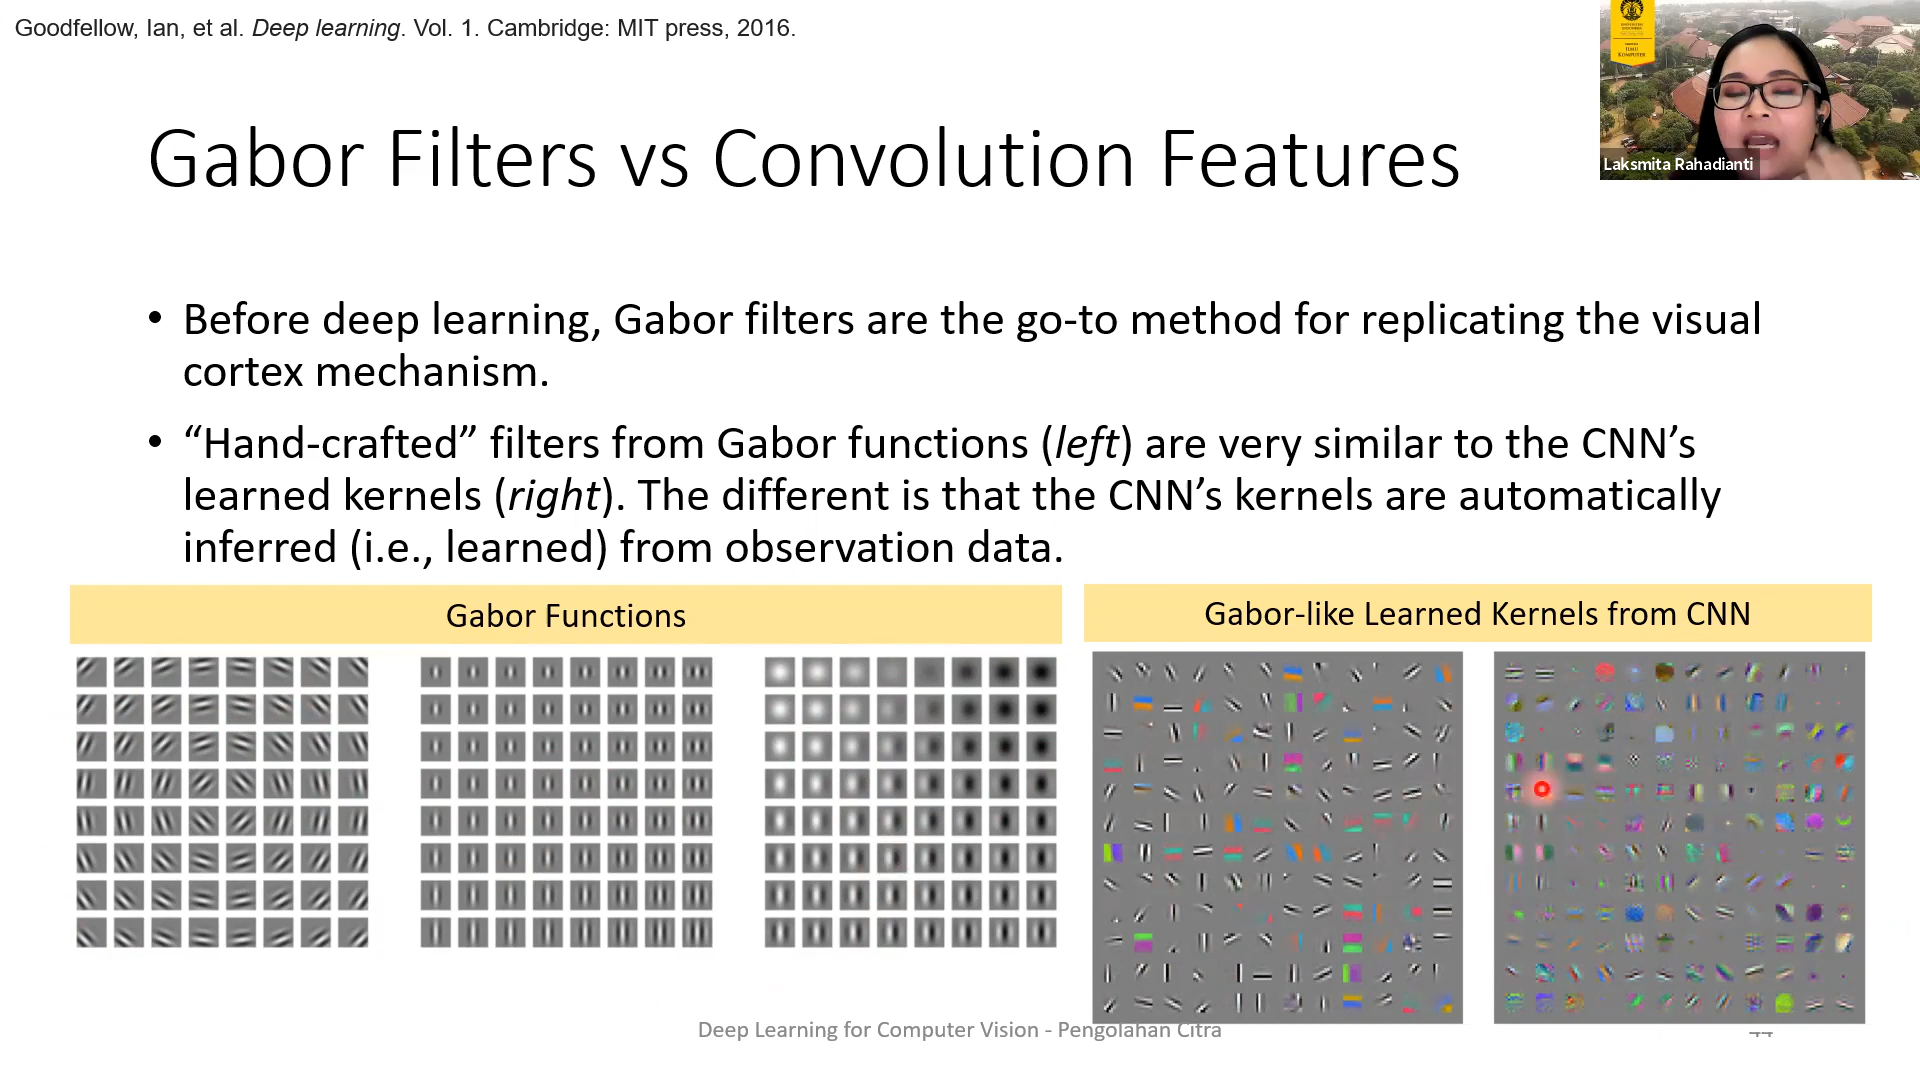 Goodfellow, Ian, et al. Deep learning. Vol. 1. Cambridge: MIT press, 2016.
ILMU
KOMPUTER
Laksmita Rahadianti
Gabor Filters vs Convolution Features
• Before deep learning, Gabor filters are the go-to method for replicating the visual
cortex mechanism.
• “Hand-crafted” filters from Gabor functions (left) are very similar to the CNN’s
learned kernels (right). The different is that the CNN’s kernels are automatically
inferred (i.e., learned) from observation data.
Gabor Functions
Gabor-like Learned Kernels from CNN
Deep Learning for Computer Vision - Pengolahan Citra
44